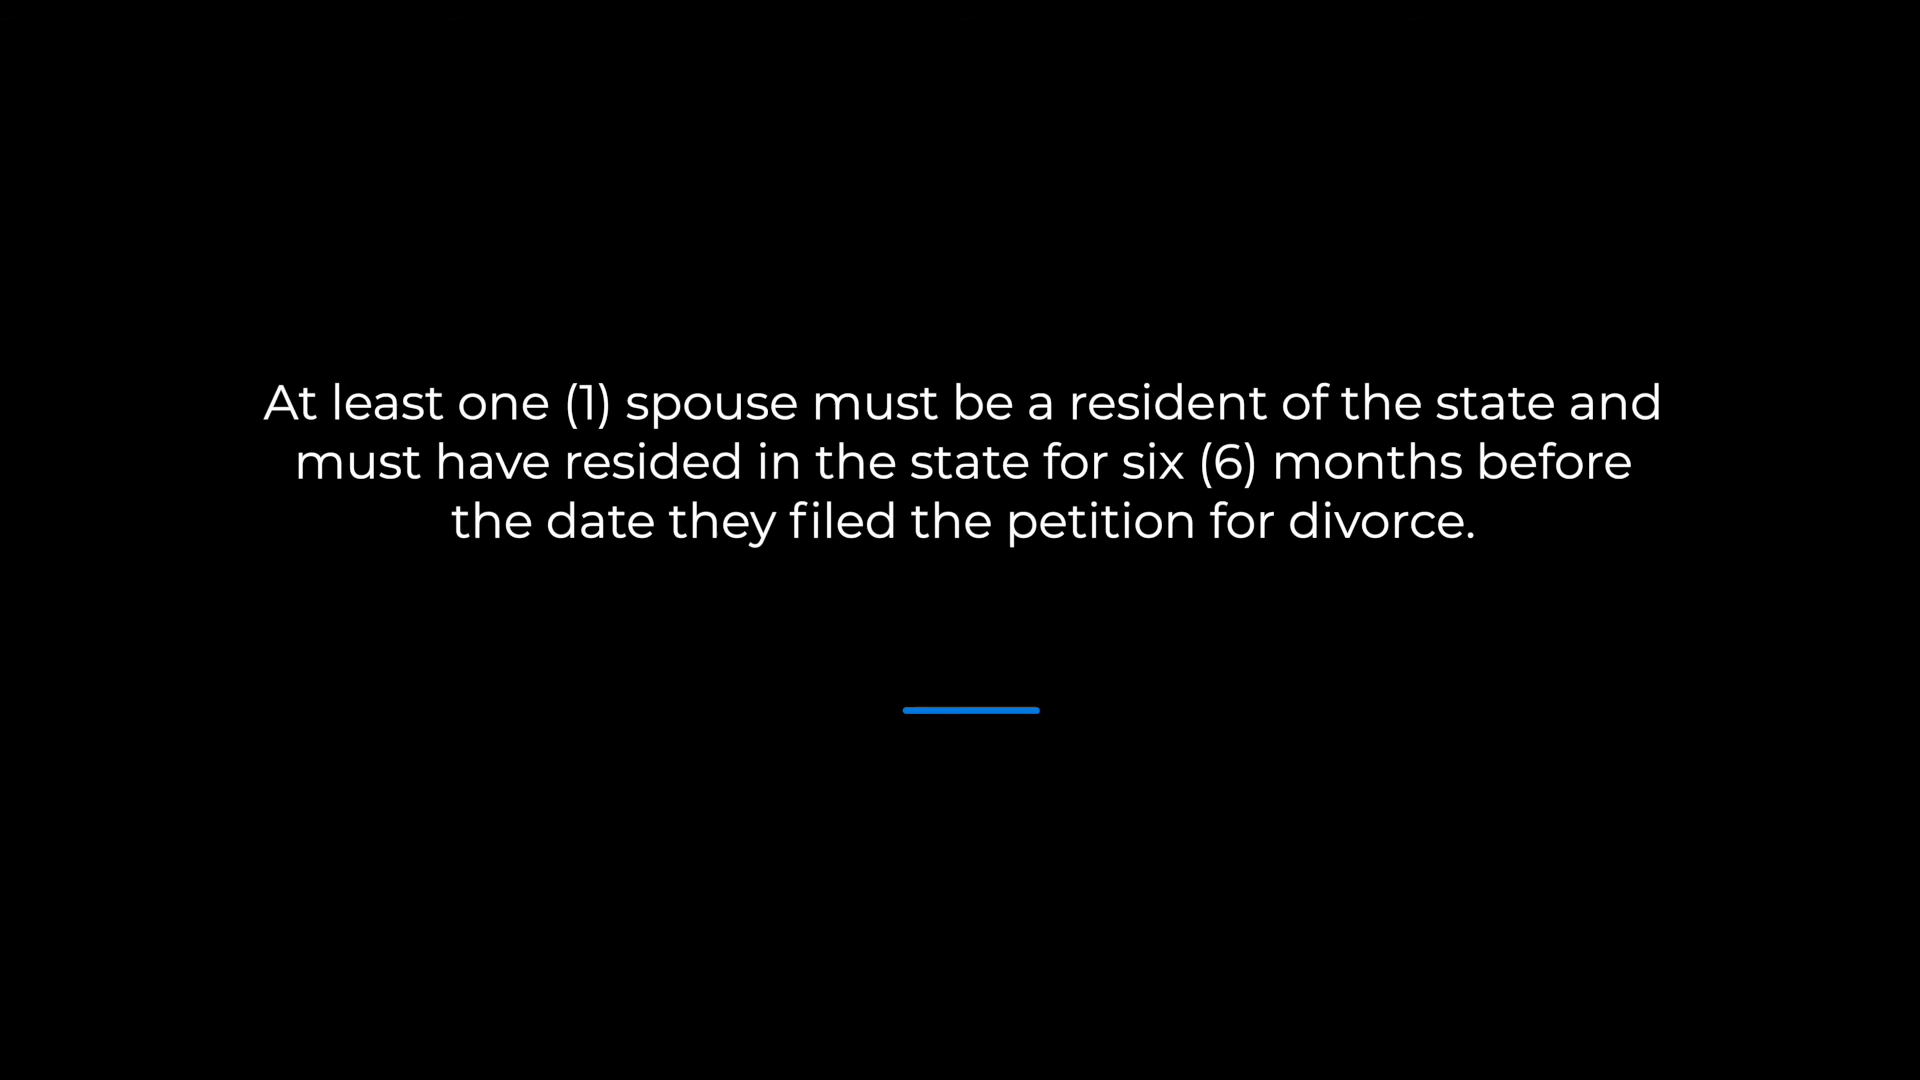 At least one (1) spouse must be a resident of the state and
must have resided in the state for six (6) months before
the date they filed the petition for divorce.